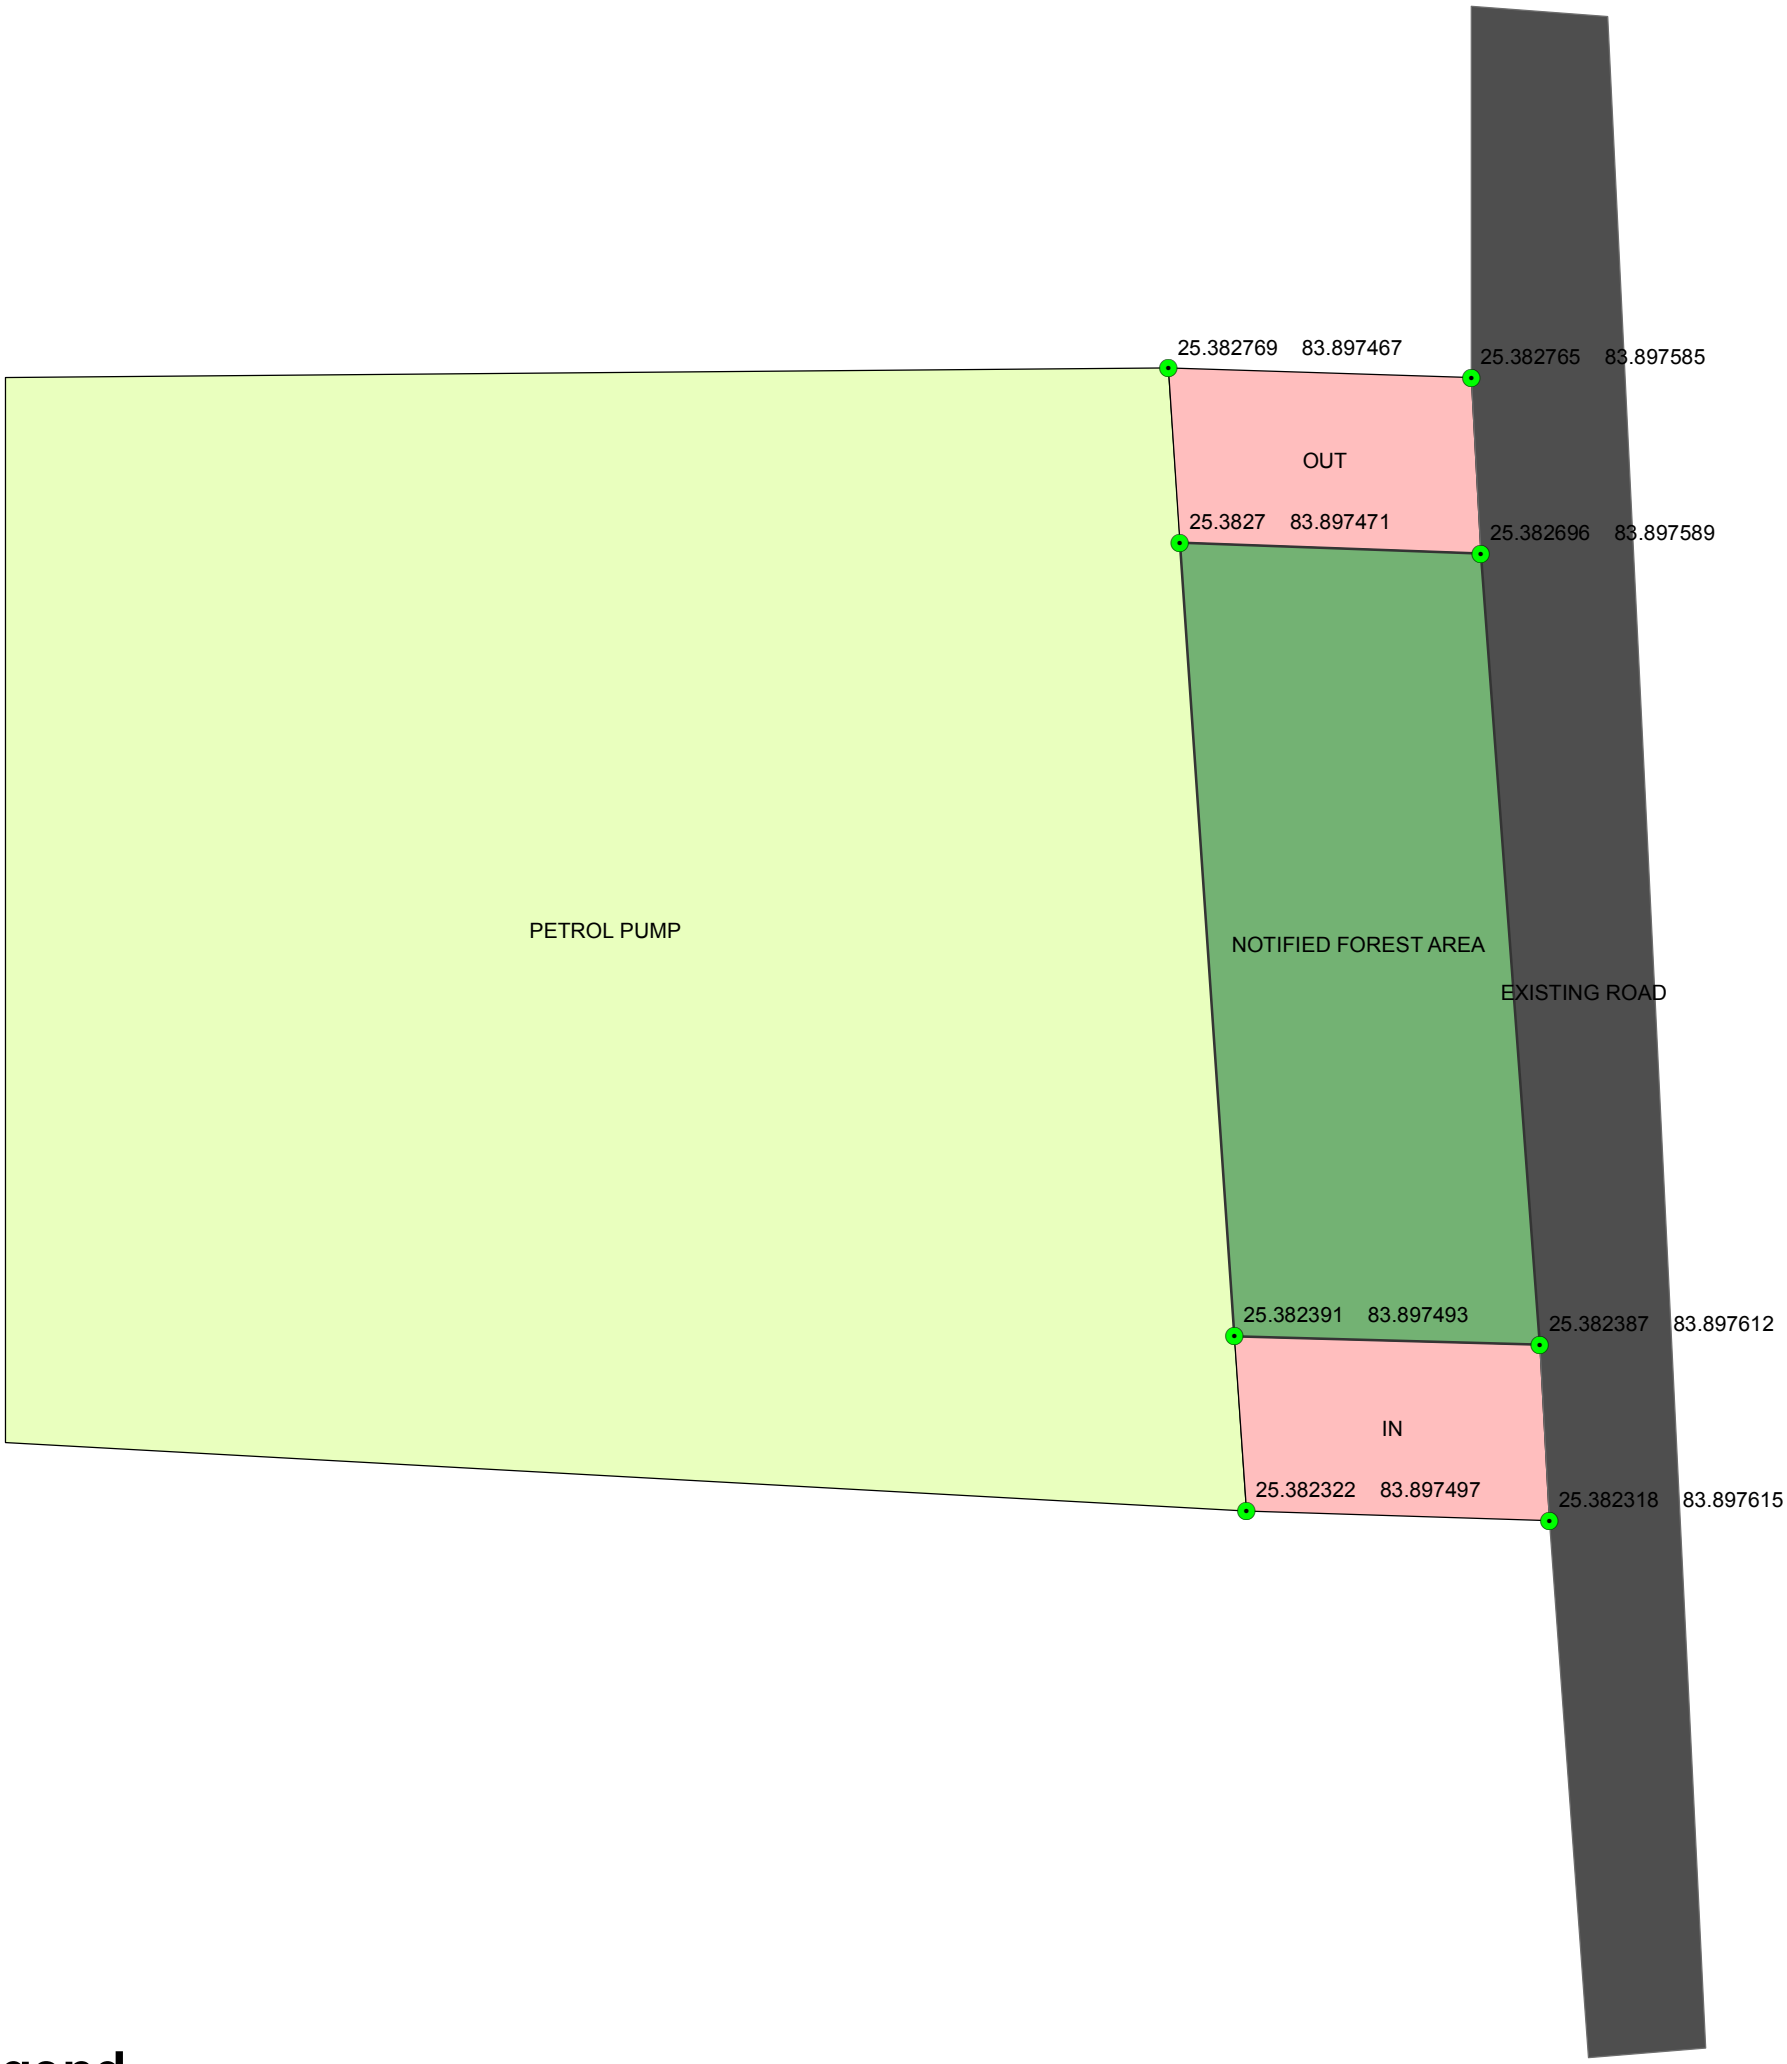 25.382769 83.897467
25.382765 83.897585
OUT
25.3827 83.897471
25.382696 83.897589
PETROL PUMP
NOTIFIED FOREST AREA
EXISTING ROAD
25.382391 83.897493
25.382387 83.897612
IN
25.382322 83.897497
25.382318 83.897615